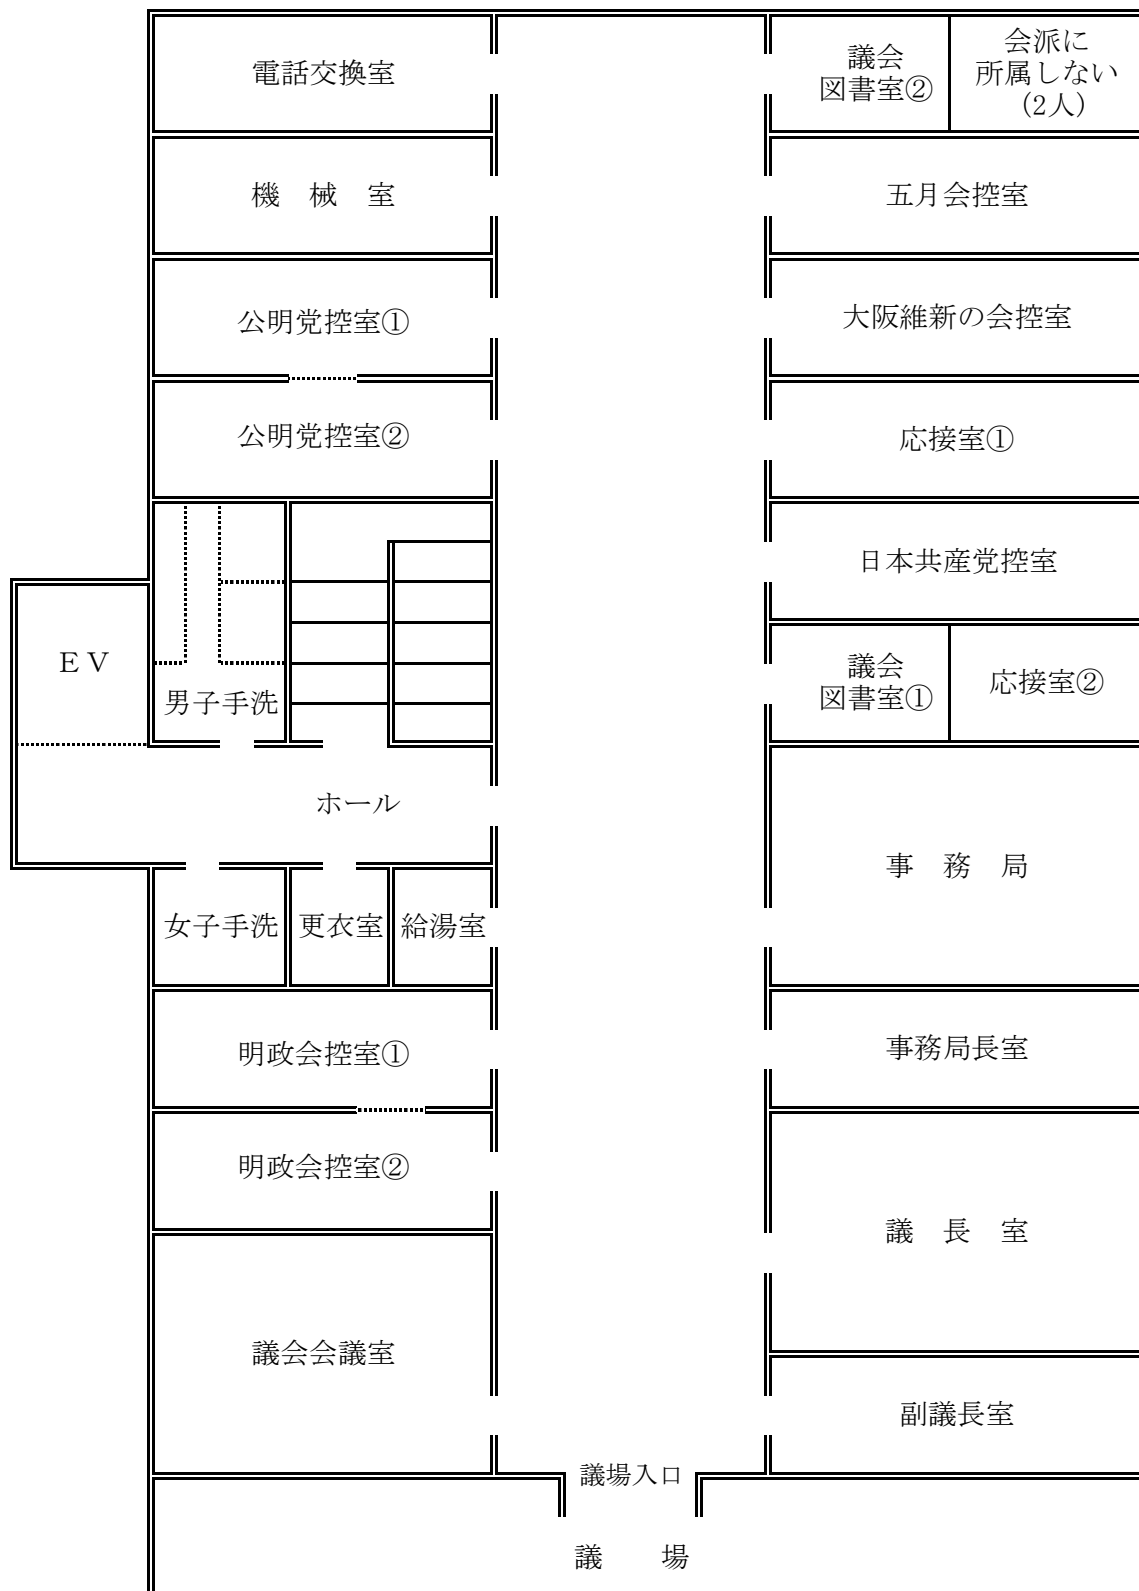 電話交換室
議会
図書室②
会派に
所属しない
(2人)
機　械　室
五月会控室
公明党控室①
大阪維新の会控室
公明党控室②
応接室①
日本共産党控室
ＥＶ
男子手洗
議会
図書室①
応接室②
ホール
事　務　局
女子手洗
更衣室
給湯室
明政会控室①
事務局長室
明政会控室②
議　長　室
議会会議室
副議長室
議場入口
議　　場